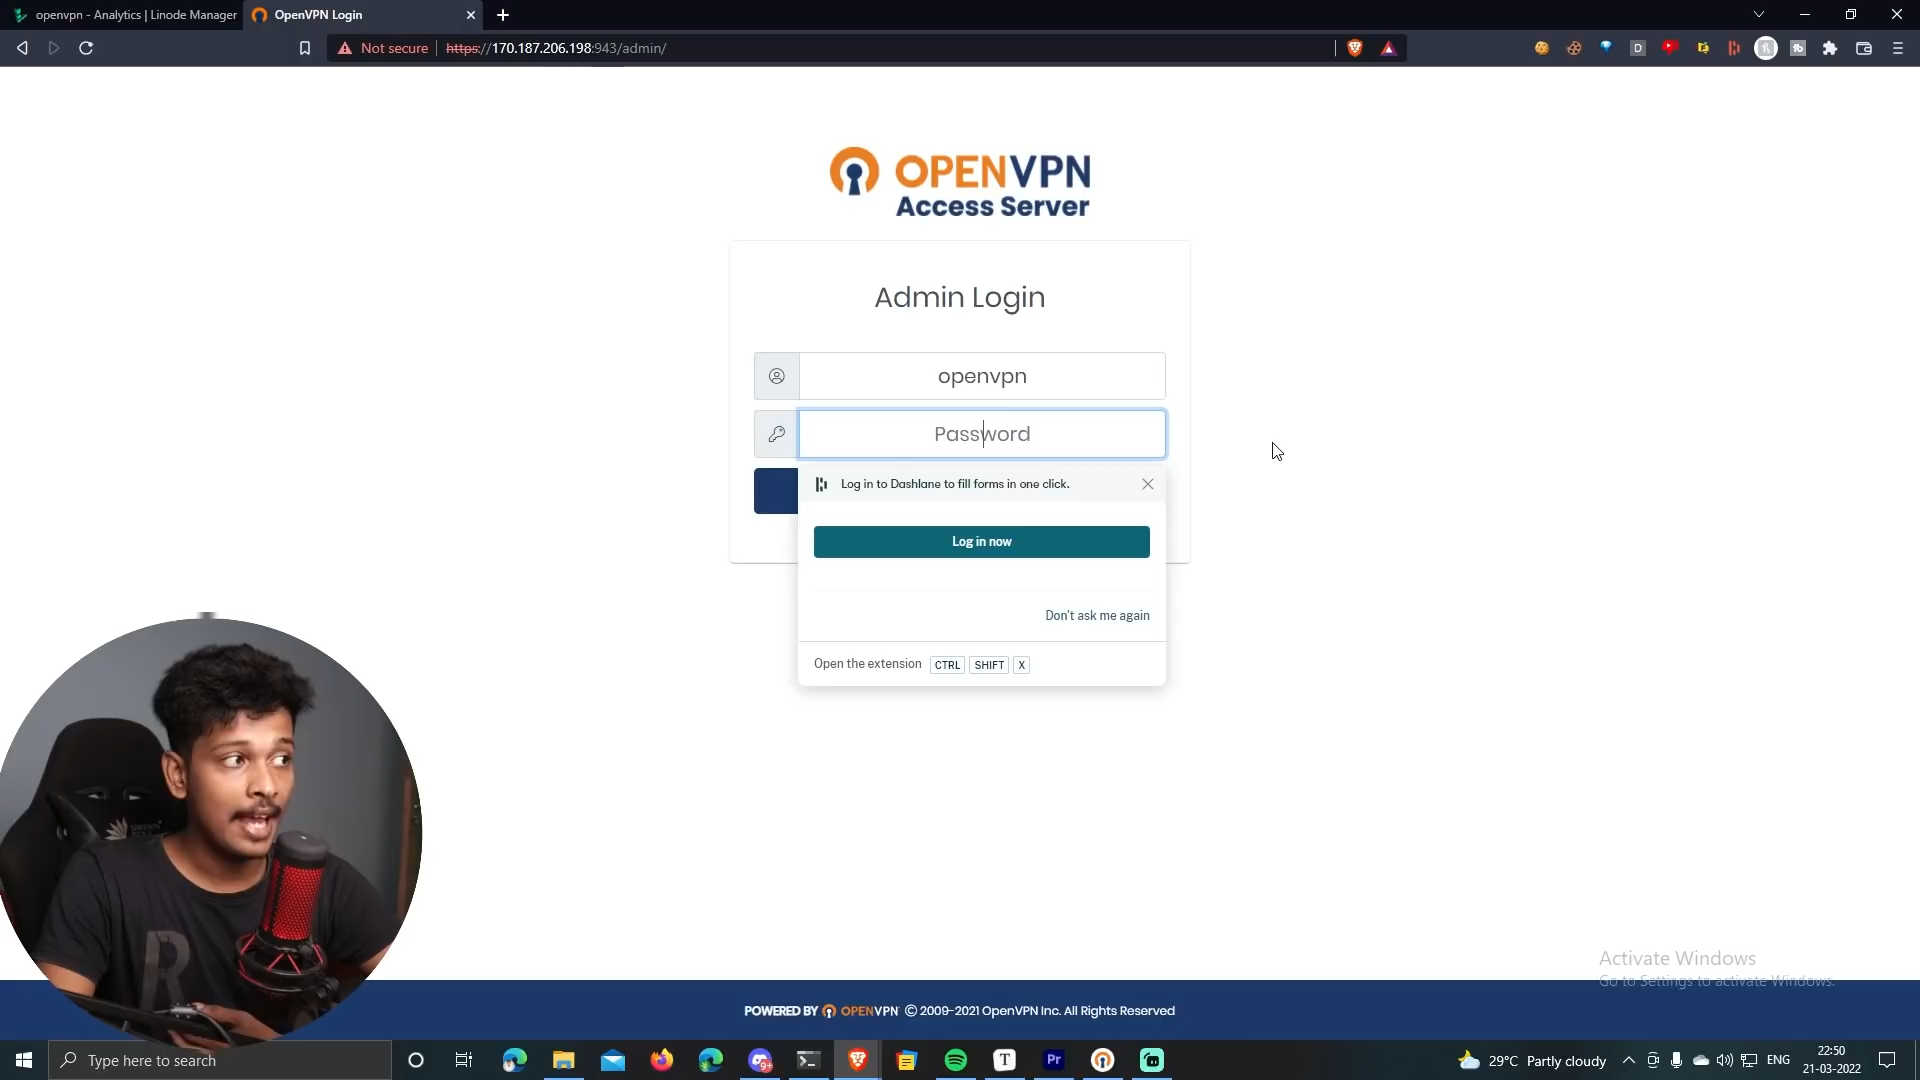 openvpn - Analytics | Linode Manager
OpenVPN Login
Not secure
https://170.187.206.198:943/admin/
OPENVPN
Access Server
Admin Login
openvpn
Password
Log in to Dashlane to fill forms in one click.
Log in now
Don't ask me again
Open the extension CTRL SHIFT X
R
Activate Windows
Go to Settings to activate Windows.
POWERED BY OPENVPN © 2009-2021 OpenVPN Inc. All Rights Reserved
Type here to search
9+
T
Pr
29°C Partly cloudy
ENG
22:50
21-03-2022